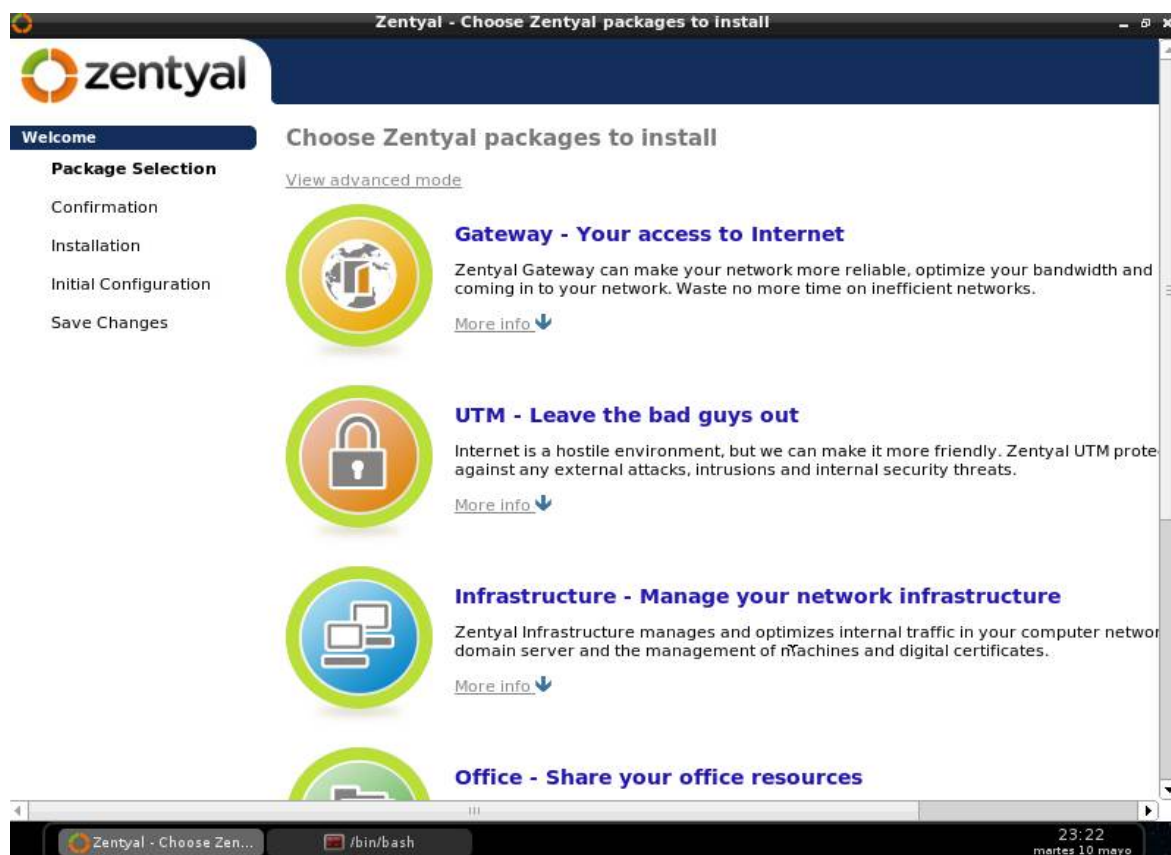 Zentyal - Choose Zentyal packages to install
zentyal
Welcome
Package Selection
Confirmation
Installation
Initial Configuration
Save Changes
Choose Zentyal packages to install
View advanced mode
Gateway - Your access to Internet
Zentyal Gateway can make your network more reliable, optimize your bandwidth and
coming in to your network. Waste no more time on inefficient networks.
More info
UTM - Leave the bad guys out
Internet is a hostile environment, but we can make it more friendly. Zentyal UTM prote
against any external attacks, intrusions and internal security threats.
More info
Infrastructure - Manage your network infrastructure
Zentyal Infrastructure manages and optimizes internal traffic in your computer networ
domain server and the management of machines and digital certificates.
More info
Office - Share your office resources
Zentyal - Choose Zen...
/bin/bash
23:22
martes 10 mayo